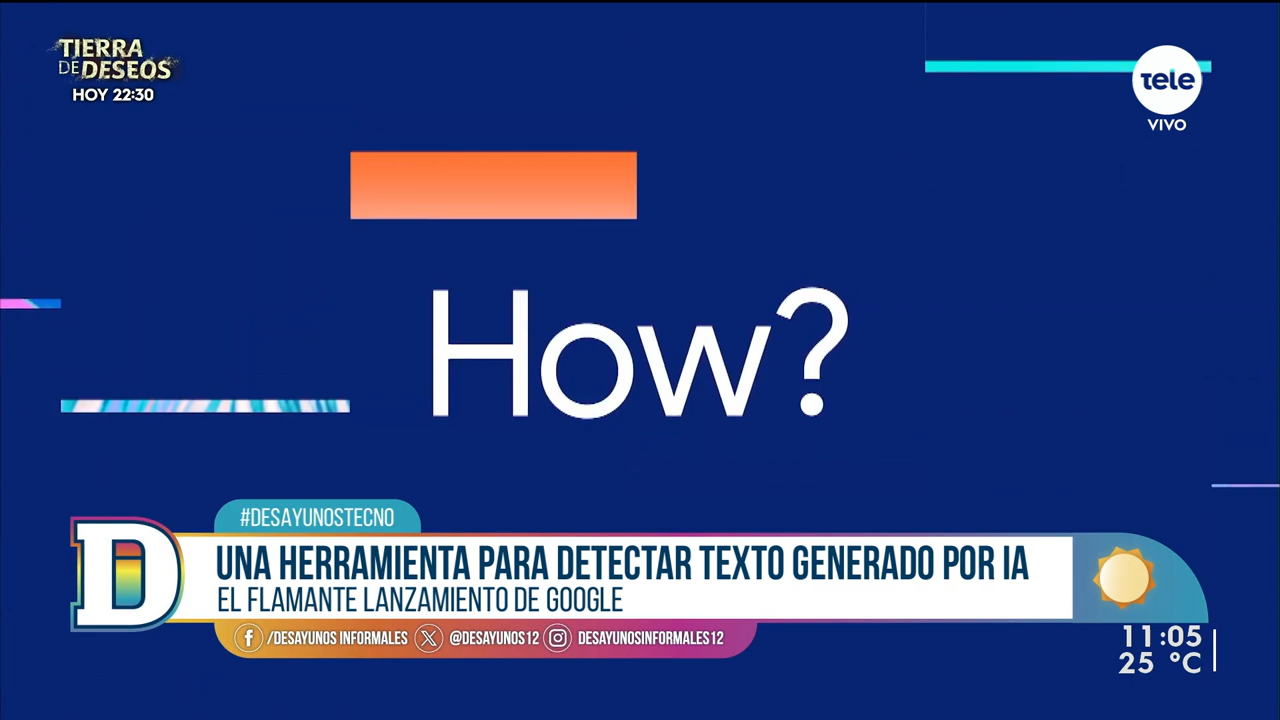 TIERRA
DE DESEOS
HOY 22:30
tele
VIVO
How?
#DESAYUNOSTECNO
D
UNA HERRAMIENTA PARA DETECTAR TEXTO GENERADO POR IA
EL FLAMANTE LANZAMIENTO DE GOOGLE
/DESAYUNOS INFORMALES @DESAYUNOS12 DESAYUNOSINFORMALES12
11:05
25 °C